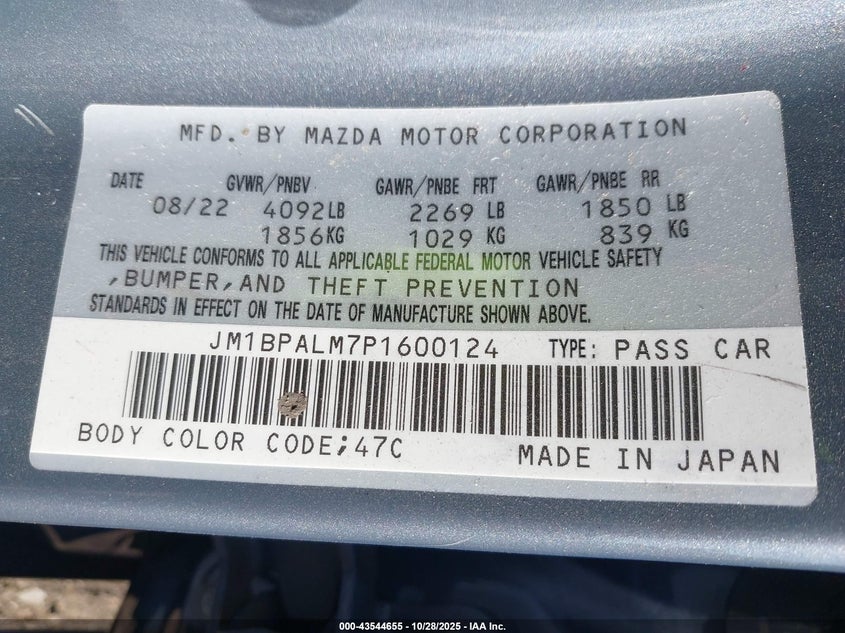 MFD. BY MAZDA MOTOR CORPORATION
DATE GVWR/PNBV GAWR/PNBE FRT GAWR/PNBE RR
08/22 4092LB 2269 LB 1850 LB
1856KG 1029 KG 839 KG
THIS VEHICLE CONFORMS TO ALL APPLICABLE FEDERAL MOTOR VEHICLE SAFETY
,BUMPER,AND THEFT PREVENTION
STANDARDS IN EFFECT ON THE DATE OF MANUFACTURE SHOWN ABOVE.
JM1BPALM7P1600124 TYPE: PASS CAR
BODY COLOR CODE;47C MADE IN JAPAN
000-43544655 - 10/28/2025 - IAA Inc.